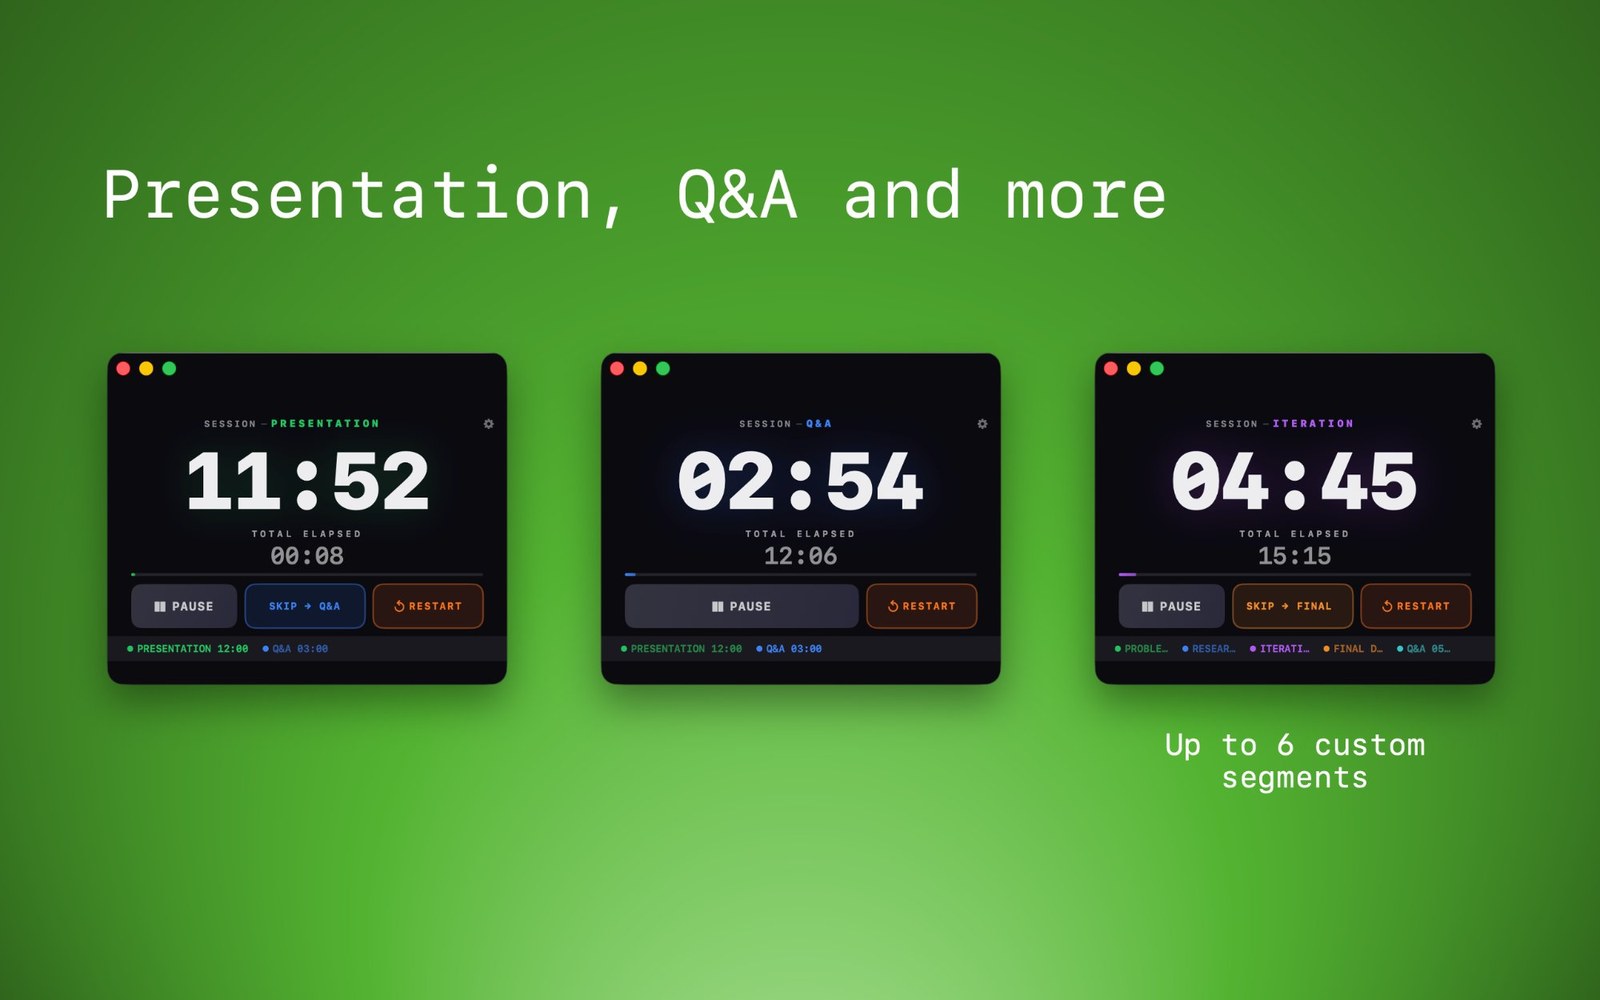 Presentation, Q&A and more
SESSION — PRESENTATION
11:52
TOTAL ELAPSED
00:08
PAUSE
SKIP → Q&A
RESTART
PRESENTATION 12:00
Q&A 03:00
SESSION — Q&A
02:54
TOTAL ELAPSED
12:06
PAUSE
RESTART
PRESENTATION 12:00
Q&A 03:00
SESSION — ITERATION
04:45
TOTAL ELAPSED
15:15
PAUSE
SKIP → FINAL
RESTART
PROBLE…
RESEAR…
ITERATI…
FINAL D…
Q&A 05…
Up to 6 custom
segments